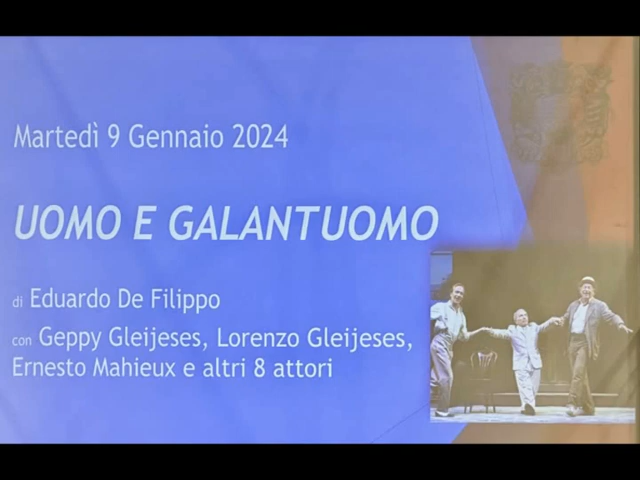 Martedì 9 Gennaio 2024
UOMO E GALANTUOMO
di Eduardo De Filippo
con Geppy Gleijeses, Lorenzo Gleijeses,
Ernesto Mahieux e altri 8 attori